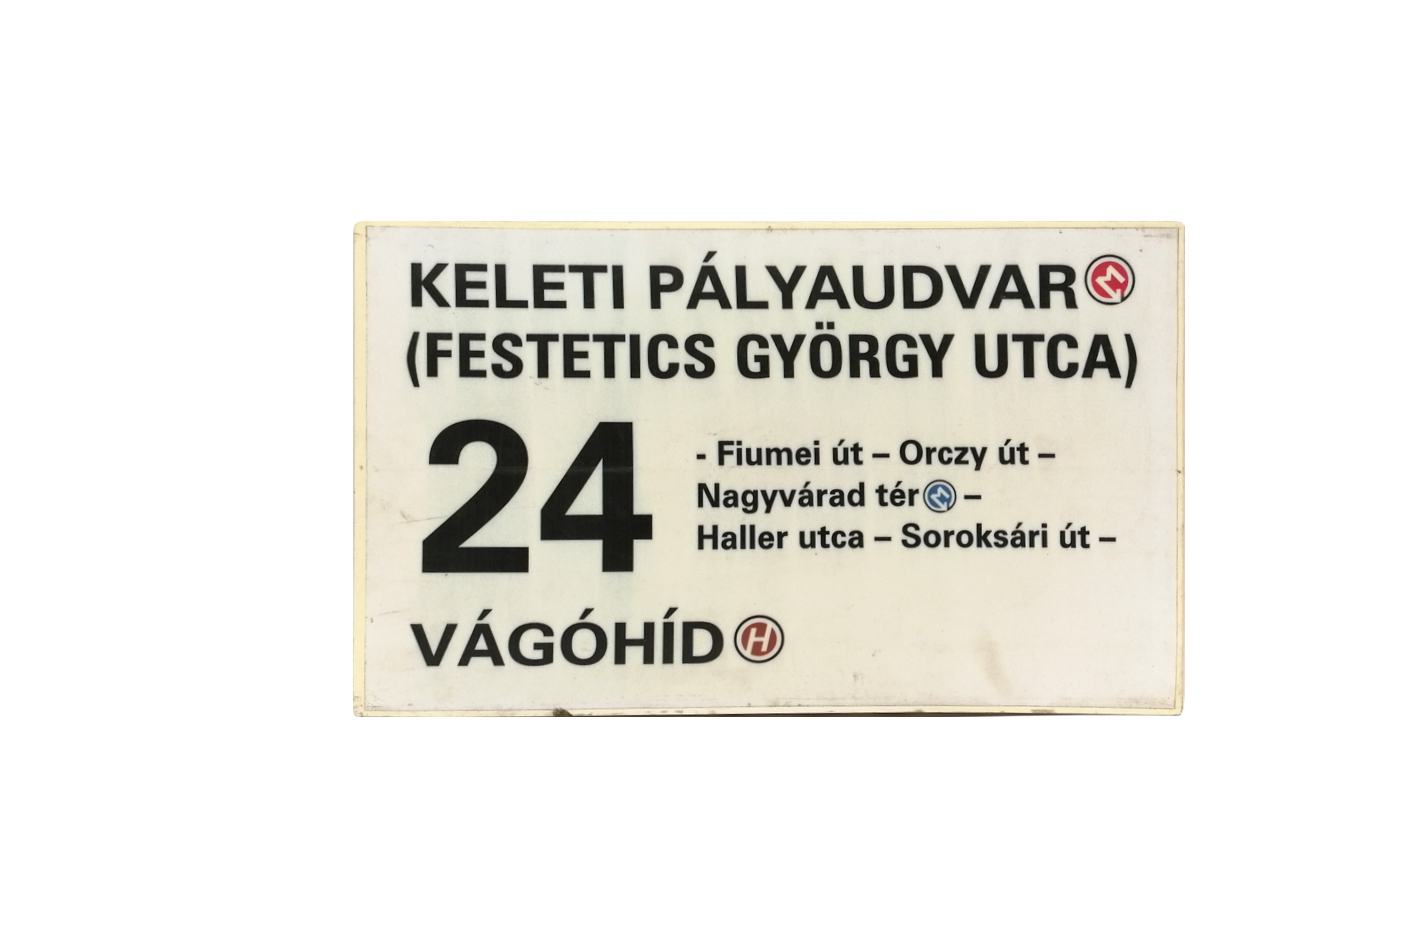 KELETI PÁLYAUDVAR M
(FESTETICS GYÖRGY UTCA)
24
- Fiumei út – Orczy út –
Nagyvárad tér M –
Haller utca – Soroksári út –
VÁGÓHÍD H